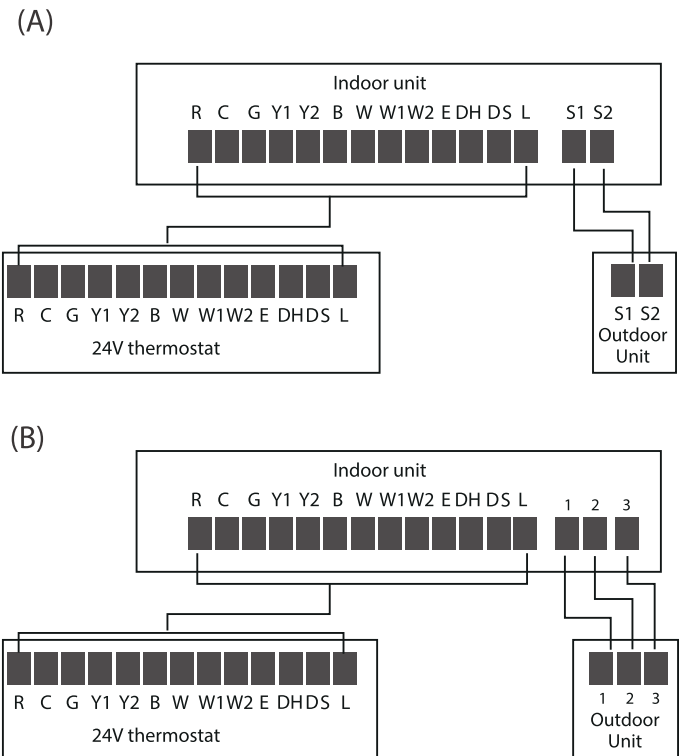 (A)
Indoor unit
R C G Y1 Y2 B W W1 W2 E DH DS L S1 S2
R C G Y1 Y2 B W W1 W2 E DH DS L
24V thermostat
S1 S2
Outdoor
Unit
(B)
Indoor unit
R C G Y1 Y2 B W W1 W2 E DH DS L 1 2 3
R C G Y1 Y2 B W W1 W2 E DH DS L
24V thermostat
1 2 3
Outdoor
Unit